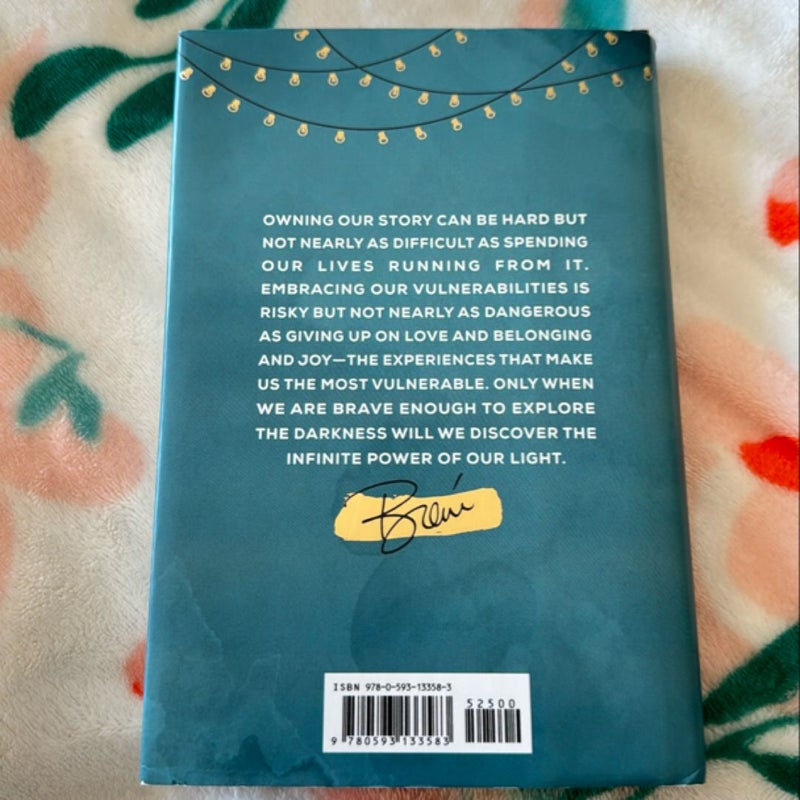 OWNING OUR STORY CAN BE HARD BUT
NOT NEARLY AS DIFFICULT AS SPENDING
OUR LIVES RUNNING FROM IT.
EMBRACING OUR VULNERABILITIES IS
RISKY BUT NOT NEARLY AS DANGEROUS
AS GIVING UP ON LOVE AND BELONGING
AND JOY—THE EXPERIENCES THAT MAKE
US THE MOST VULNERABLE. ONLY WHEN
WE ARE BRAVE ENOUGH TO EXPLORE
THE DARKNESS WILL WE DISCOVER THE
INFINITE POWER OF OUR LIGHT.
Brené
ISBN 978-0-593-13358-3
52500
9 780593 133583